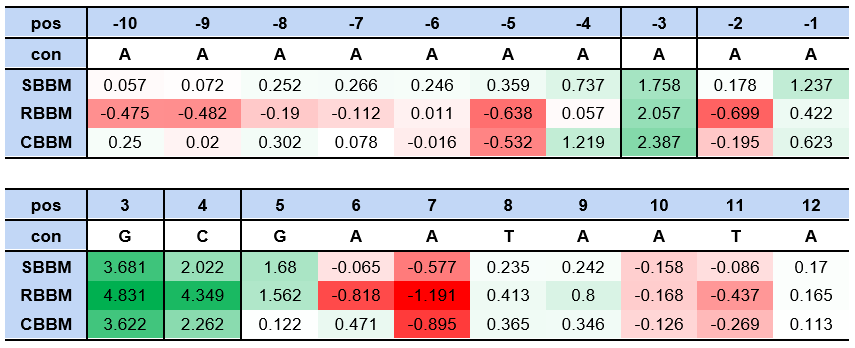 pos -10 -9 -8 -7 -6 -5 -4 -3 -2 -1
con A A A A A A A A A A
SBBM 0.057 0.072 0.252 0.266 0.246 0.359 0.737 1.758 0.178 1.237
RBBM -0.475 -0.482 -0.19 -0.112 0.011 -0.638 0.057 2.057 -0.699 0.422
CBBM 0.25 0.02 0.302 0.078 -0.016 -0.532 1.219 2.387 -0.195 0.623
pos 3 4 5 6 7 8 9 10 11 12
con G C G A A T A A T A
SBBM 3.681 2.022 1.68 -0.065 -0.577 0.235 0.242 -0.158 -0.086 0.17
RBBM 4.831 4.349 1.562 -0.818 -1.191 0.413 0.8 -0.168 -0.437 0.165
CBBM 3.622 2.262 0.122 0.471 -0.895 0.365 0.346 -0.126 -0.269 0.113